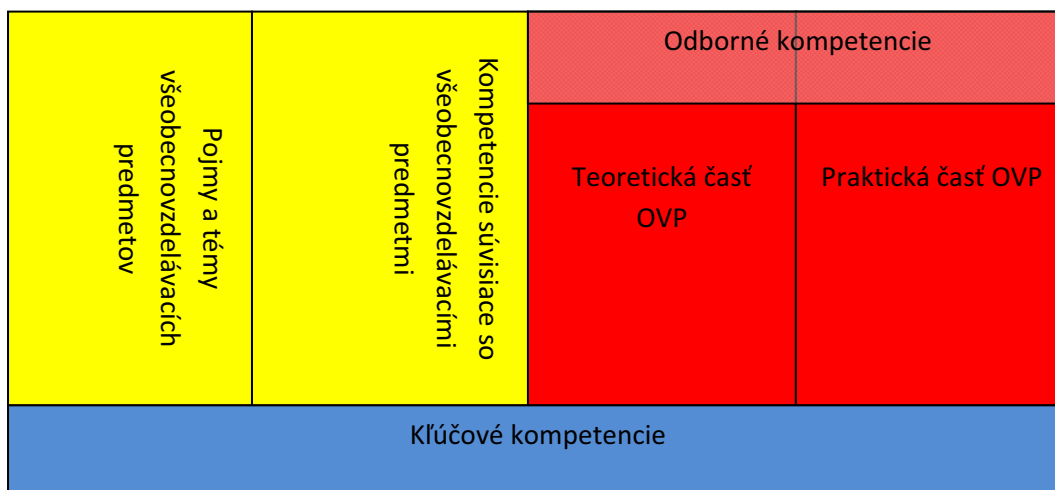 Pojmy a témy
všeobecnovzdelávacích
predmetov
Kompetencie súvisiace so
všeobecnovzdelávacími
predmetmi
Odborné kompetencie
Teoretická časť
OVP
Praktická časť OVP
Kľúčové kompetencie